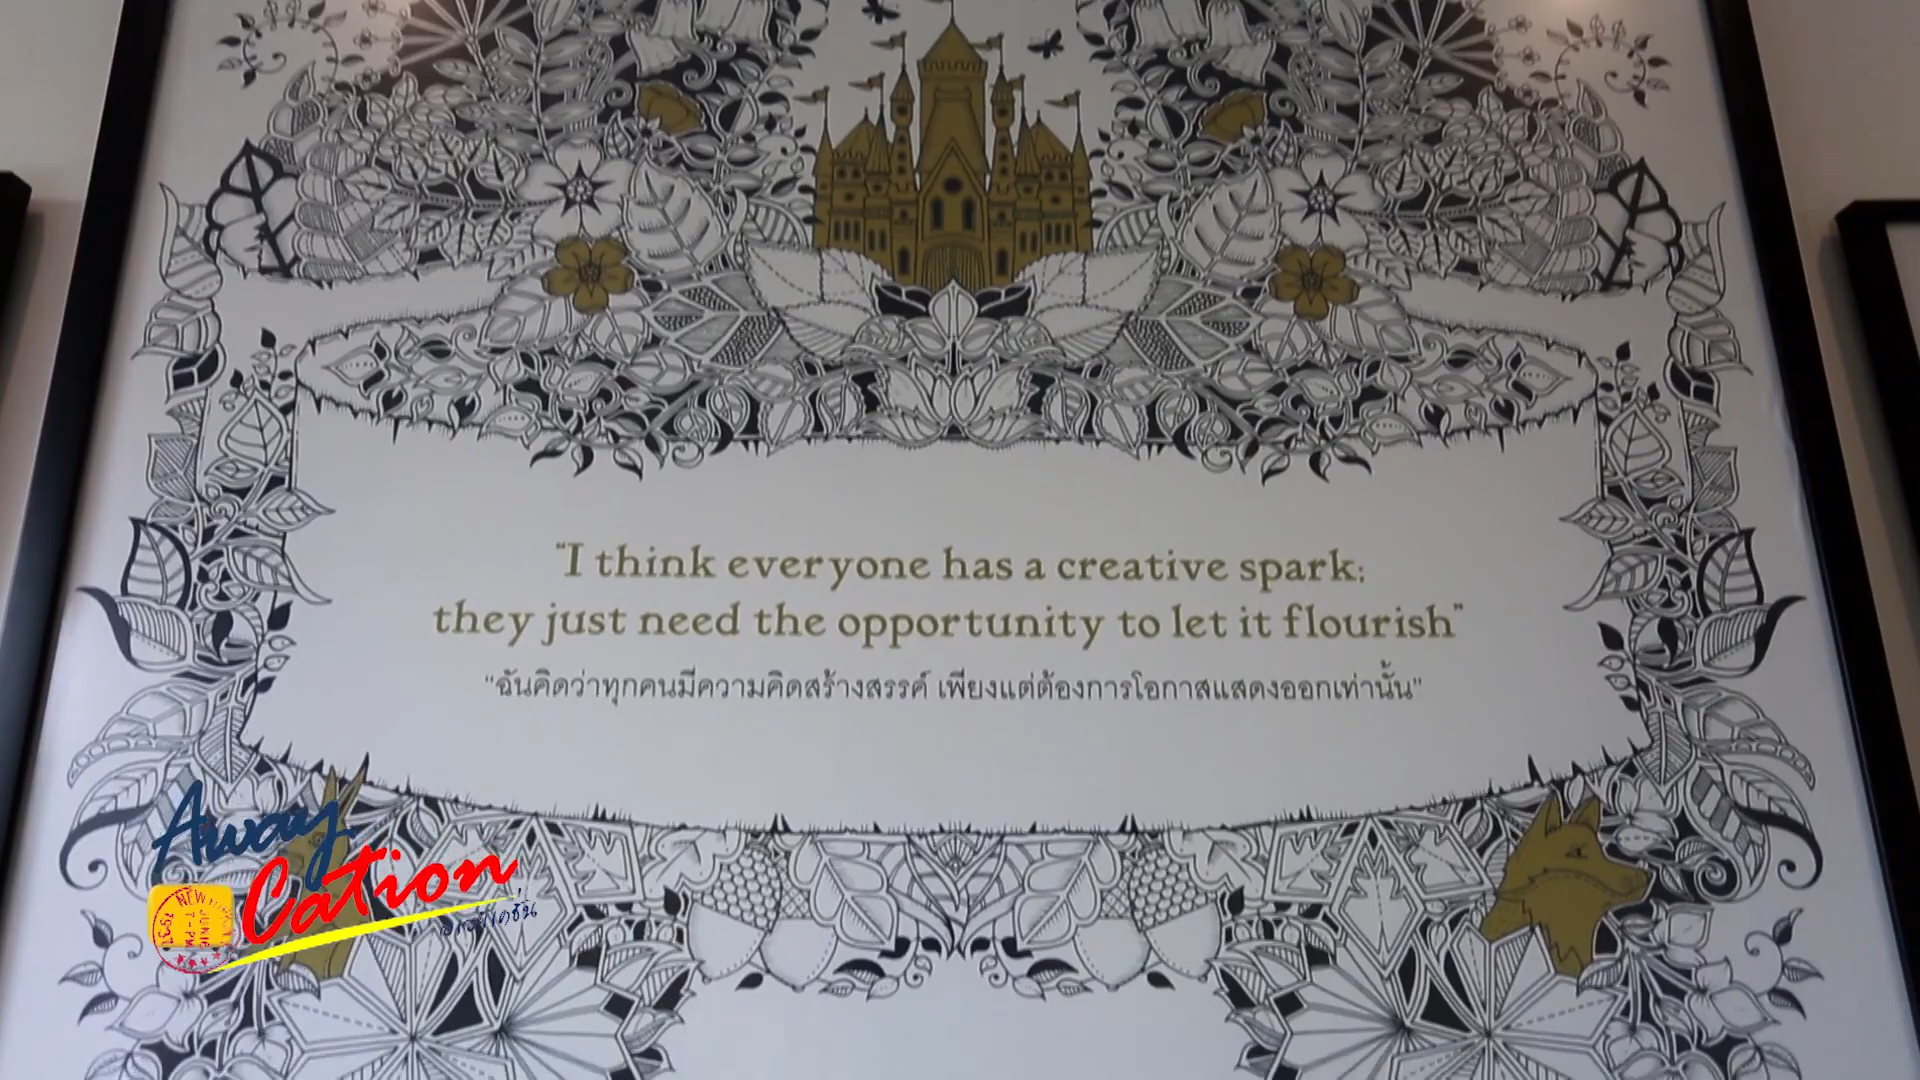 "I think everyone has a creative spark;
they just need the opportunity to let it flourish"
"ฉันคิดว่าทุกคนมีความคิดสร้างสรรค์ เพียงแต่ต้องการโอกาสแสดงออกเท่านั้น"
Away
Cation